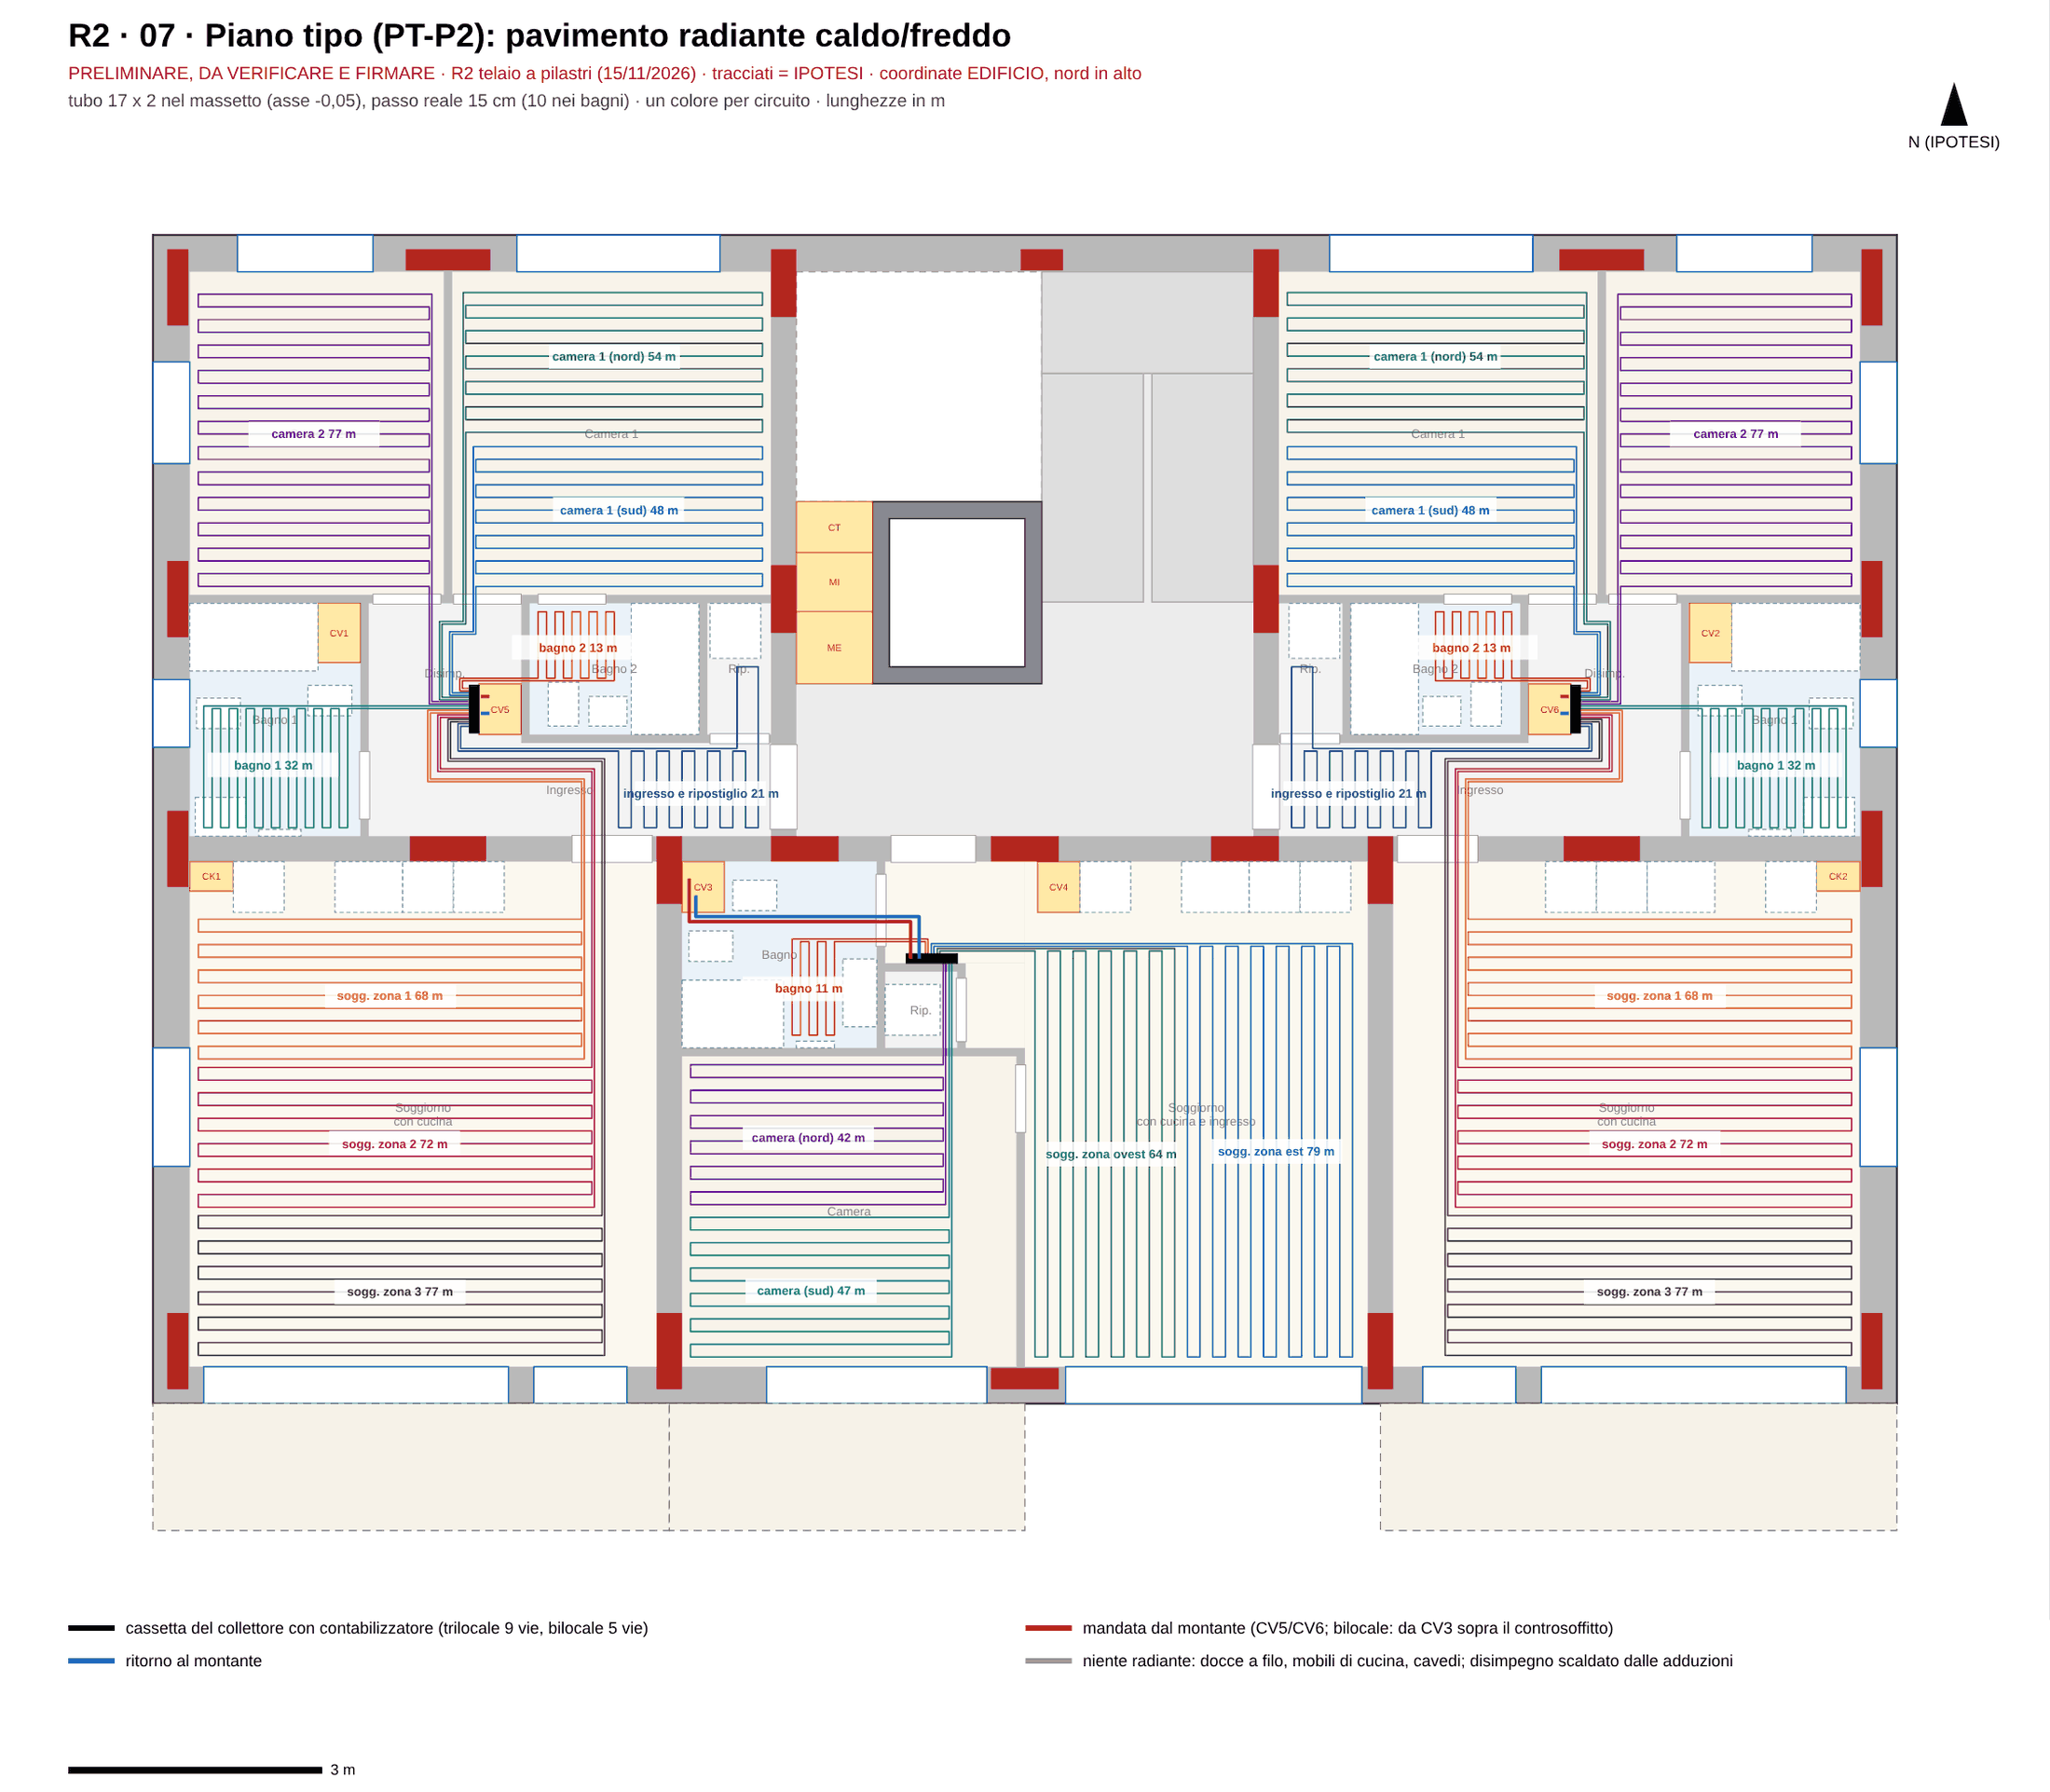 R2 · 07 · Piano tipo (PT-P2): pavimento radiante caldo/freddo
PRELIMINARE, DA VERIFICARE E FIRMARE · R2 telaio a pilastri (15/11/2026) · tracciati = IPOTESI · coordinate EDIFICIO, nord in alto
tubo 17 x 2 nel massetto (asse -0,05), passo reale 15 cm (10 nei bagni) · un colore per circuito · lunghezze in m
N (IPOTESI)
camera 1 (nord) 54 m
camera 1 (nord) 54 m
camera 2 77 m
Camera 1
Camera 1
camera 2 77 m
camera 1 (sud) 48 m
camera 1 (sud) 48 m
CT
MI
ME
CV1
bagno 2 13 m
Bagno 2
Rip.
Disimp.
CV5
Bagno 1
bagno 1 32 m
Ingresso
ingresso e ripostiglio 21 m
Rip.
bagno 2 13 m
Bagno 2
Disimp.
CV2
CV6
Bagno 1
bagno 1 32 m
ingresso e ripostiglio 21 m
Ingresso
CK1
CV3
CV4
CK2
Bagno
bagno 11 m
Rip.
sogg. zona 1 68 m
sogg. zona 1 68 m
Soggiorno
con cucina
sogg. zona 2 72 m
camera (nord) 42 m
Camera
camera (sud) 47 m
Soggiorno
con cucina e ingresso
sogg. zona ovest 64 m
sogg. zona est 79 m
Soggiorno
con cucina
sogg. zona 2 72 m
sogg. zona 3 77 m
sogg. zona 3 77 m
cassetta del collettore con contabilizzatore (trilocale 9 vie, bilocale 5 vie)
mandata dal montante (CV5/CV6; bilocale: da CV3 sopra il controsoffitto)
ritorno al montante
niente radiante: docce a filo, mobili di cucina, cavedi; disimpegno scaldato dalle adduzioni
3 m